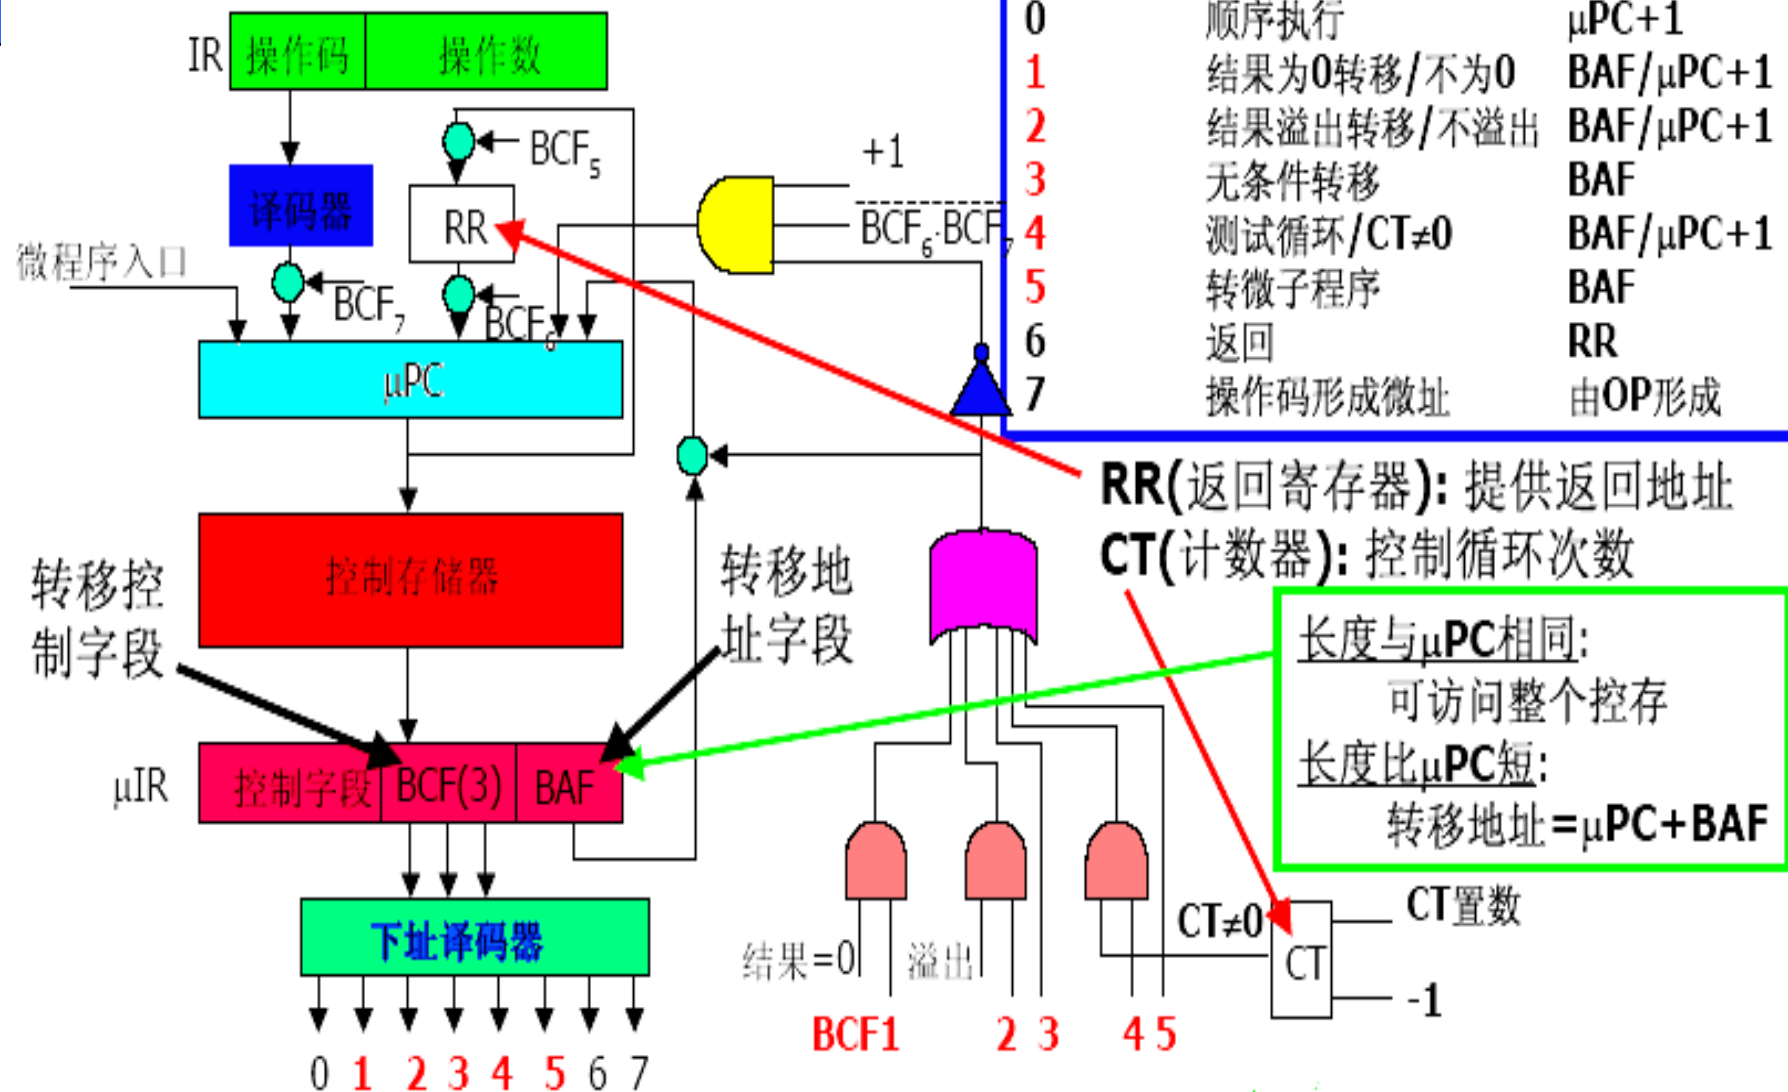 0 顺序执行 μPC+1
1 结果为0转移/不为0 BAF/μPC+1
2 结果溢出转移/不溢出 BAF/μPC+1
3 无条件转移 BAF
4 测试循环/CT≠0 BAF/μPC+1
5 转微子程序 BAF
6 返回 RR
7 操作码形成微址 由OP形成
IR 操作码 操作数
BCF5
+1
译码器
RR
BCF6·BCF7
微程序入口
BCF7
BCF6
μPC
RR(返回寄存器): 提供返回地址
CT(计数器): 控制循环次数
控制存储器
转移控
制字段
转移地
址字段
长度与μPC相同:
可访问整个控存
长度比μPC短:
转移地址=μPC+BAF
μIR 控制字段 BCF(3) BAF
下址译码器
结果=0 溢出 CT≠0 CT CT置数
-1
BCF1 2 3 4 5
0 1 2 3 4 5 6 7